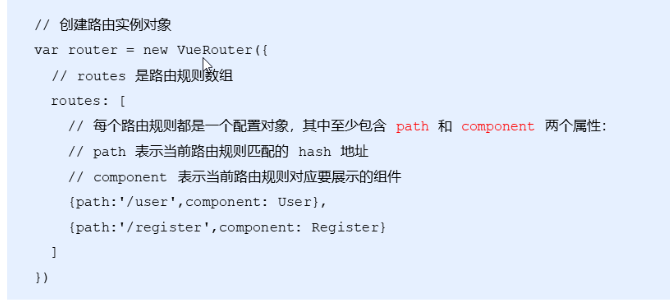 // 创建路由实例对象
var router = new VueRouter({
// routes 是路由规则数组
routes: [
// 每个路由规则都是一个配置对象，其中至少包含 path 和 component 两个属性：
// path 表示当前路由规则匹配的 hash 地址
// component 表示当前路由规则对应要展示的组件
{path:'/user',component: User},
{path:'/register',component: Register}
]
})